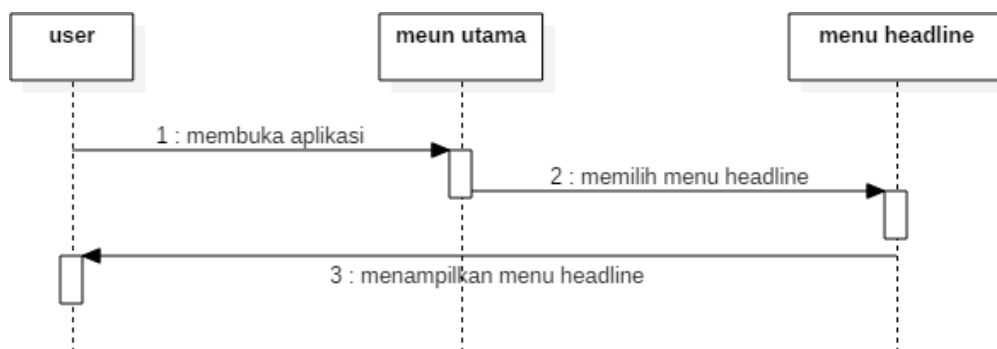 user
meun utama
menu headline
1 : membuka aplikasi
2 : memilih menu headline
3 : menampilkan menu headline